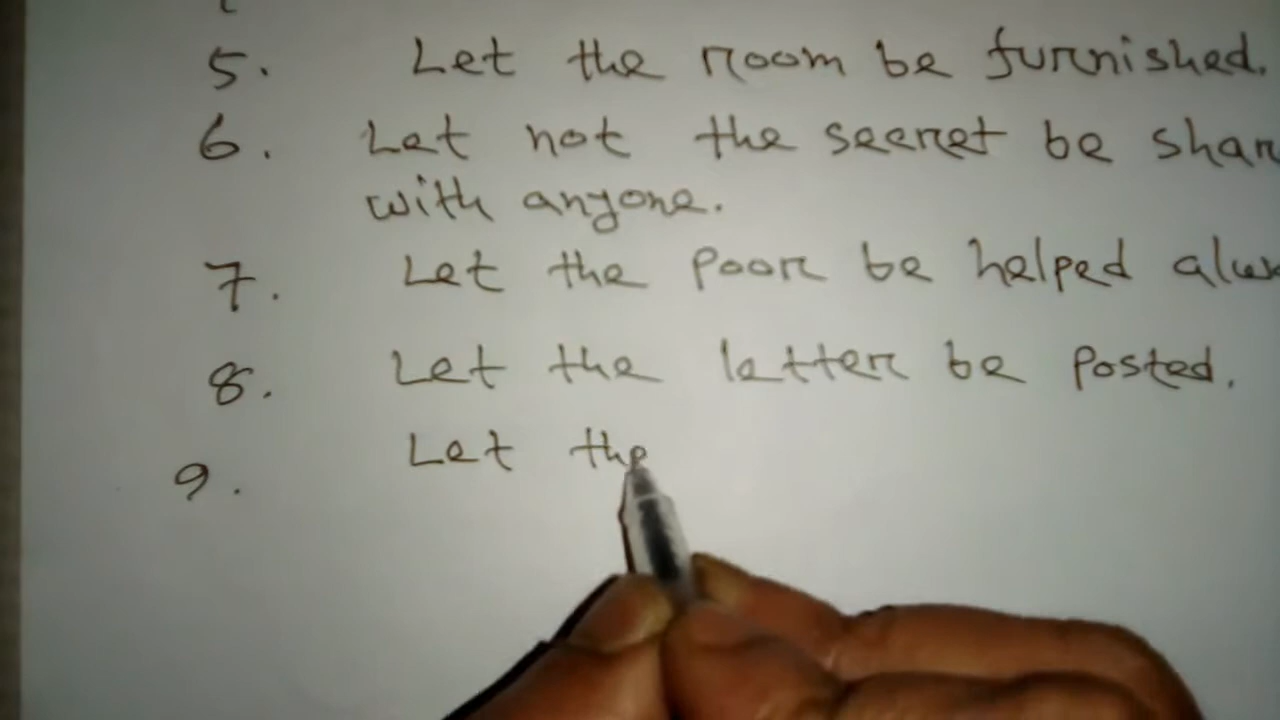 5. Let the room be furnished.
6. Let not the secret be shar
with anyone.
7. Let the poor be helped alw
8. Let the letter be posted.
9. Let the